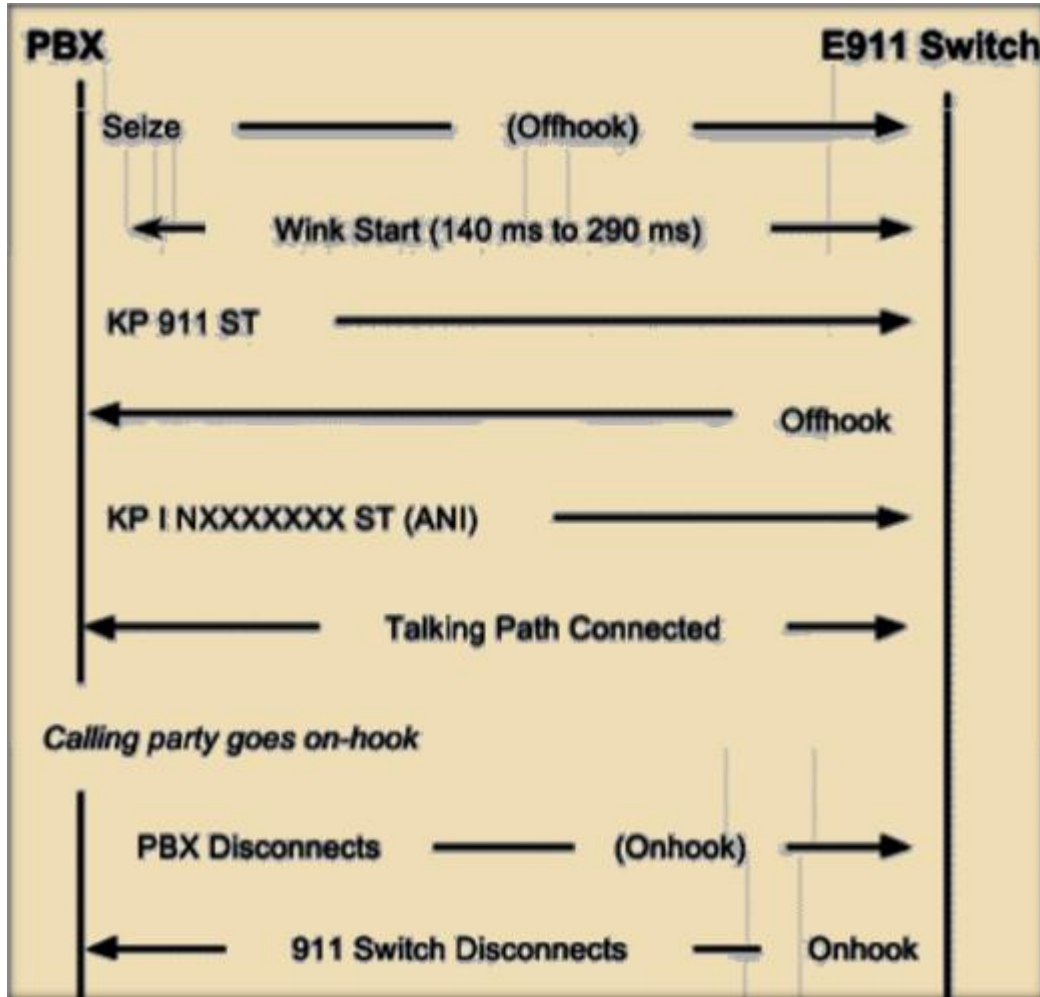 PBX E911 Switch
Seize (Offhook)
Wink Start (140 ms to 290 ms)
KP 911 ST
Offhook
KP I NXXXXXXX ST (ANI)
Talking Path Connected
Calling party goes on-hook
PBX Disconnects (Onhook)
911 Switch Disconnects Onhook